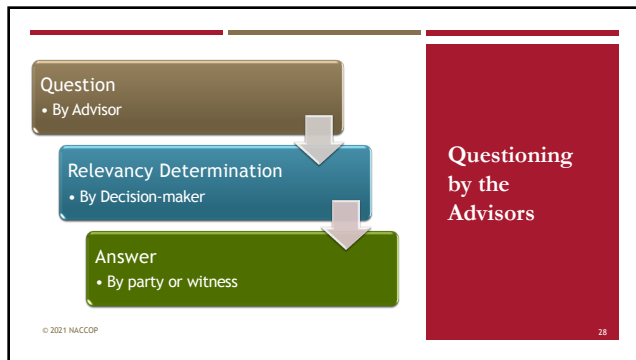 Question
• By Advisor
Relevancy Determination
• By Decision-maker
Answer
• By party or witness
Questioning
by the
Advisors
© 2021 NACCOP
28